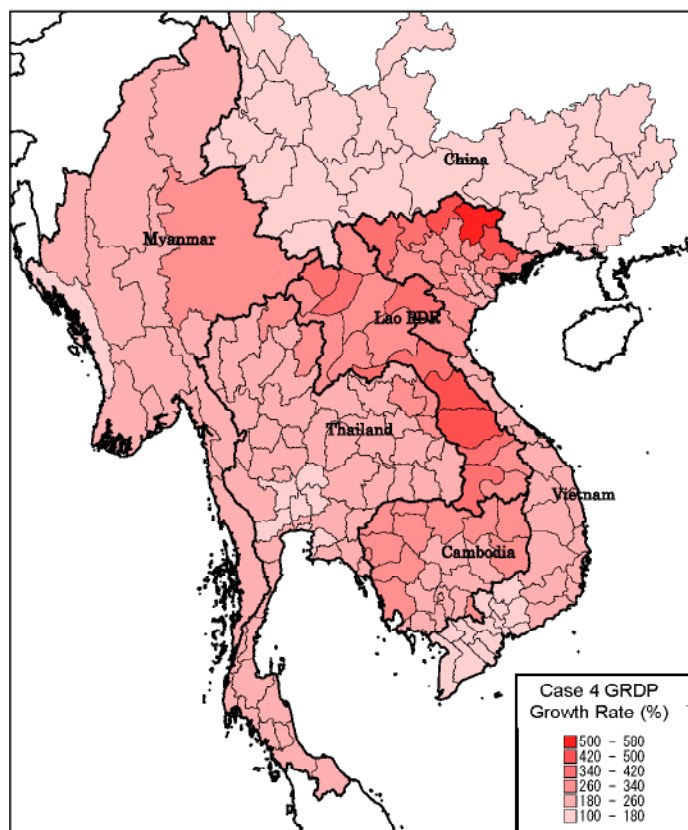 China
Myanmar
Lao PDR
Thailand
Vietnam
Cambodia
Case 4 GRDP
Growth Rate (%)
500 - 580
420 - 500
340 - 420
260 - 340
180 - 260
100 - 180